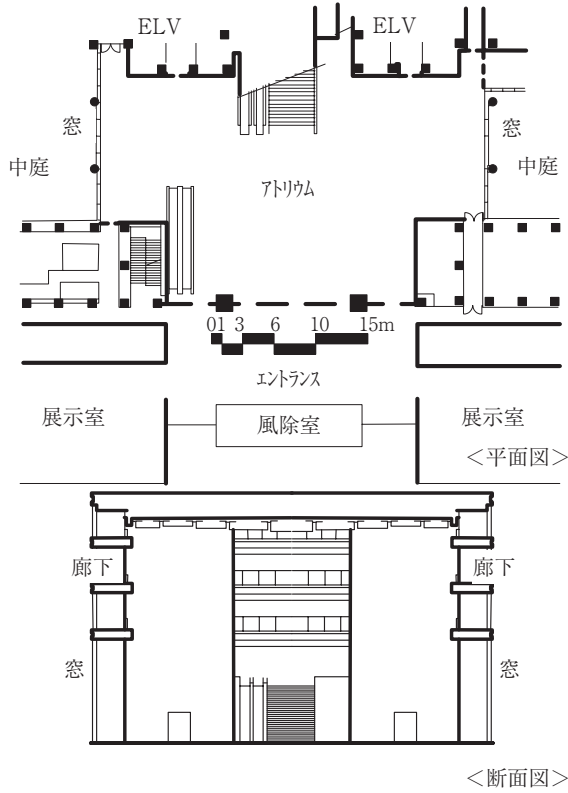 ELV ELV
窓 窓
中庭 中庭
アトリウム
01 3 6 10 15m
エントランス
展示室 風除室 展示室
＜平面図＞
廊下 廊下
窓 窓
＜断面図＞